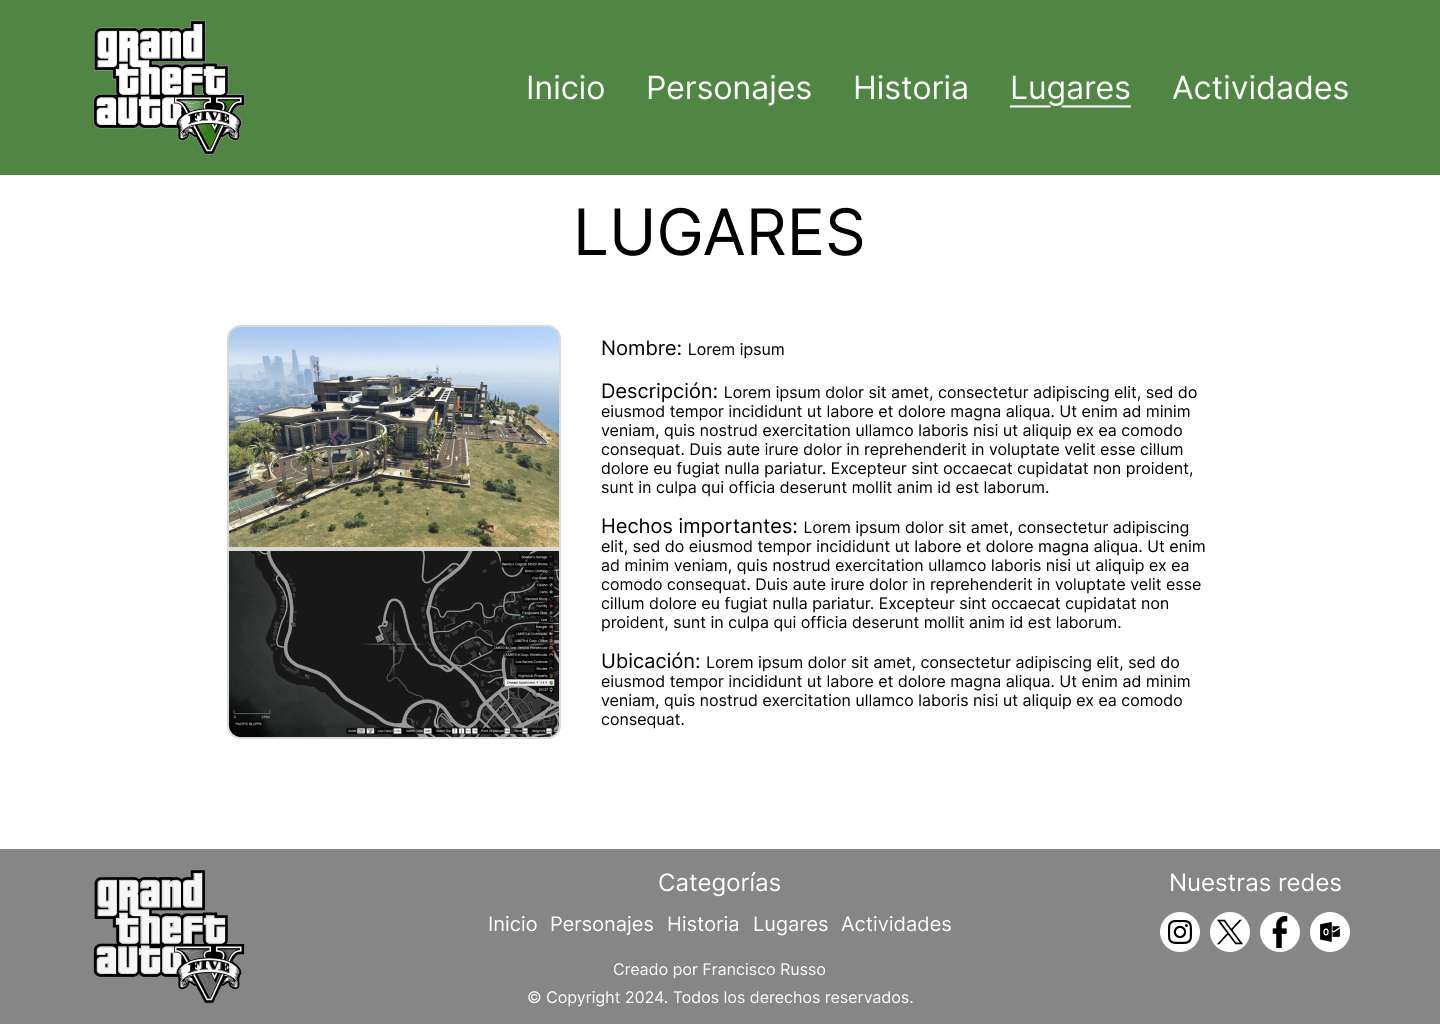 grand
theft
auto
FIVE
Inicio Personajes Historia Lugares Actividades
LUGARES
Nombre: Lorem ipsum
Descripción: Lorem ipsum dolor sit amet, consectetur adipiscing elit, sed do
eiusmod tempor incididunt ut labore et dolore magna aliqua. Ut enim ad minim
veniam, quis nostrud exercitation ullamco laboris nisi ut aliquip ex ea comodo
consequat. Duis aute irure dolor in reprehenderit in voluptate velit esse cillum
dolore eu fugiat nulla pariatur. Excepteur sint occaecat cupidatat non proident,
sunt in culpa qui officia deserunt mollit anim id est laborum.
Hechos importantes: Lorem ipsum dolor sit amet, consectetur adipiscing
elit, sed do eiusmod tempor incididunt ut labore et dolore magna aliqua. Ut enim
ad minim veniam, quis nostrud exercitation ullamco laboris nisi ut aliquip ex ea
comodo consequat. Duis aute irure dolor in reprehenderit in voluptate velit esse
cillum dolore eu fugiat nulla pariatur. Excepteur sint occaecat cupidatat non
proident, sunt in culpa qui officia deserunt mollit anim id est laborum.
Ubicación: Lorem ipsum dolor sit amet, consectetur adipiscing elit, sed do
eiusmod tempor incididunt ut labore et dolore magna aliqua. Ut enim ad minim
veniam, quis nostrud exercitation ullamco laboris nisi ut aliquip ex ea comodo
consequat.
PACIFIC BLUFFS
grand
theft
auto
FIVE
Categorías
Inicio Personajes Historia Lugares Actividades
Creado por Francisco Russo
© Copyright 2024. Todos los derechos reservados.
Nuestras redes